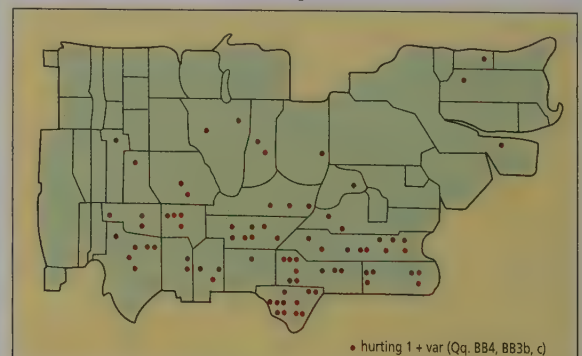 • hurting 1 + var (Qq. BB4, BB3b, c)